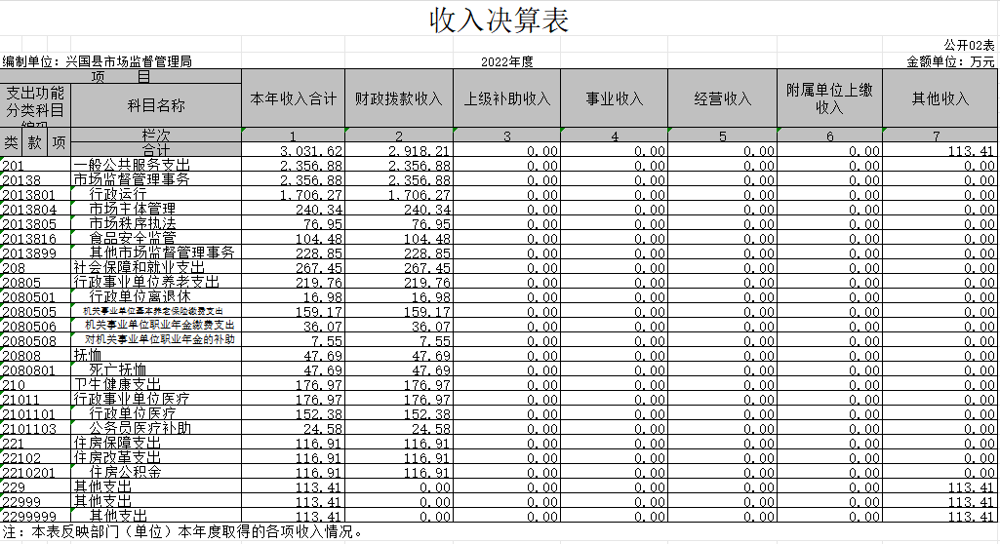 收入决算表
公开02表
编制单位：兴国县市场监督管理局 2022年度 金额单位：万元
项 目 本年收入合计 财政拨款收入 上级补助收入 事业收入 经营收入 附属单位上缴收入 其他收入
支出功能分类科目编码 科目名称
类 款 项 栏次 1 2 3 4 5 6 7
合计 3,031.62 2,918.21 0.00 0.00 0.00 0.00 113.41
201 一般公共服务支出 2,356.88 2,356.88 0.00 0.00 0.00 0.00 0.00
20138 市场监督管理事务 2,356.88 2,356.88 0.00 0.00 0.00 0.00 0.00
2013801 行政运行 1,706.27 1,706.27 0.00 0.00 0.00 0.00 0.00
2013804 市场主体管理 240.34 240.34 0.00 0.00 0.00 0.00 0.00
2013805 市场秩序执法 76.95 76.95 0.00 0.00 0.00 0.00 0.00
2013816 食品安全监管 104.48 104.48 0.00 0.00 0.00 0.00 0.00
2013899 其他市场监督管理事务 228.85 228.85 0.00 0.00 0.00 0.00 0.00
208 社会保障和就业支出 267.45 267.45 0.00 0.00 0.00 0.00 0.00
20805 行政事业单位养老支出 219.76 219.76 0.00 0.00 0.00 0.00 0.00
2080501 行政单位离退休 16.98 16.98 0.00 0.00 0.00 0.00 0.00
2080505 机关事业单位基本养老保险缴费支出 159.17 159.17 0.00 0.00 0.00 0.00 0.00
2080506 机关事业单位职业年金缴费支出 36.07 36.07 0.00 0.00 0.00 0.00 0.00
2080508 对机关事业单位职业年金的补助 7.55 7.55 0.00 0.00 0.00 0.00 0.00
20808 抚恤 47.69 47.69 0.00 0.00 0.00 0.00 0.00
2080801 死亡抚恤 47.69 47.69 0.00 0.00 0.00 0.00 0.00
210 卫生健康支出 176.97 176.97 0.00 0.00 0.00 0.00 0.00
21011 行政事业单位医疗 176.97 176.97 0.00 0.00 0.00 0.00 0.00
2101101 行政单位医疗 152.38 152.38 0.00 0.00 0.00 0.00 0.00
2101103 公务员医疗补助 24.58 24.58 0.00 0.00 0.00 0.00 0.00
221 住房保障支出 116.91 116.91 0.00 0.00 0.00 0.00 0.00
22102 住房改革支出 116.91 116.91 0.00 0.00 0.00 0.00 0.00
2210201 住房公积金 116.91 116.91 0.00 0.00 0.00 0.00 0.00
229 其他支出 113.41 0.00 0.00 0.00 0.00 0.00 113.41
22999 其他支出 113.41 0.00 0.00 0.00 0.00 0.00 113.41
2299999 其他支出 113.41 0.00 0.00 0.00 0.00 0.00 113.41
注：本表反映部门（单位）本年度取得的各项收入情况。